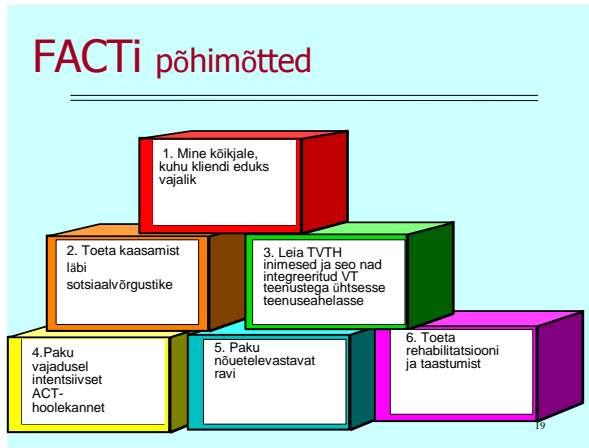 FACTi põhimõtted
1. Mine kõikjale,
kuhu kliendi eduks
vajalik
2. Toeta kaasamist
läbi
sotsiaalvõrgustike
3. Leia TVTH
inimesed ja seo nad
integreeritud VT
teenustega ühtsesse
teenuseahelasse
4.Paku
vajadusel
intentsiivset
ACT-
hoolekannet
5. Paku
nõuetelevastavat
ravi
6. Toeta
rehabilitatsiooni
ja taastumist
19